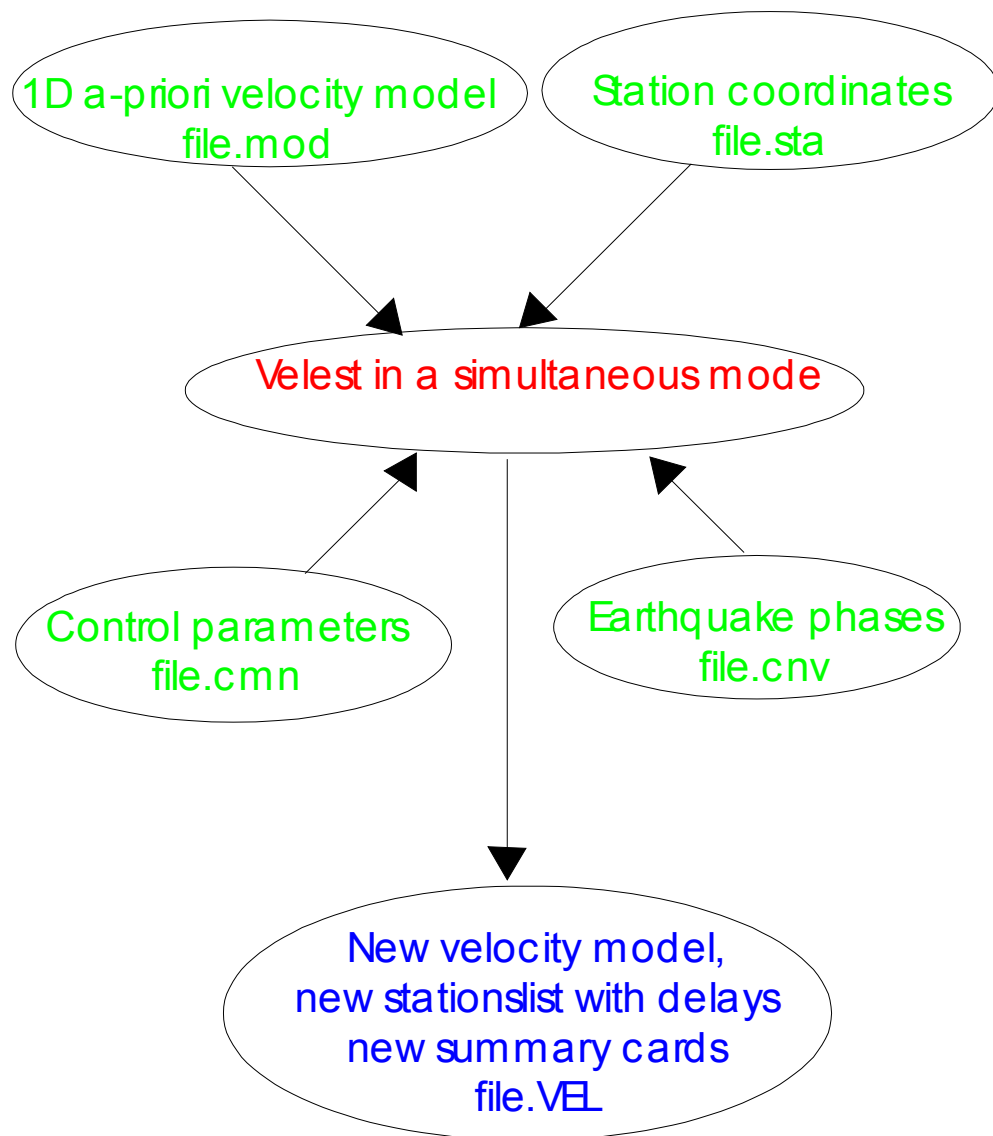 1D a-priori velocity model
file.mod
Station coordinates
file.sta
Velest in a simultaneous mode
Control parameters
file.cmn
Earthquake phases
file.cnv
New velocity model,
new stationslist with delays
new summary cards
file.VEL